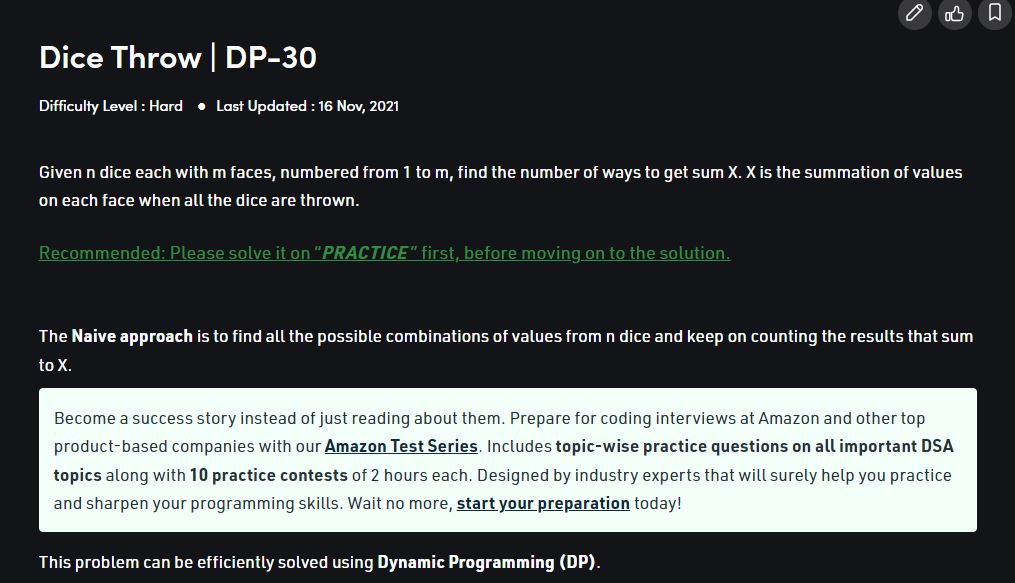 Dice Throw | DP-30
Difficulty Level : Hard ● Last Updated : 16 Nov, 2021
Given n dice each with m faces, numbered from 1 to m, find the number of ways to get sum X. X is the summation of values
on each face when all the dice are thrown.
Recommended: Please solve it on "PRACTICE" first, before moving on to the solution.
The Naive approach is to find all the possible combinations of values from n dice and keep on counting the results that sum
to X.
Become a success story instead of just reading about them. Prepare for coding interviews at Amazon and other top
product-based companies with our Amazon Test Series. Includes topic-wise practice questions on all important DSA
topics along with 10 practice contests of 2 hours each. Designed by industry experts that will surely help you practice
and sharpen your programming skills. Wait no more, start your preparation today!
This problem can be efficiently solved using Dynamic Programming (DP).